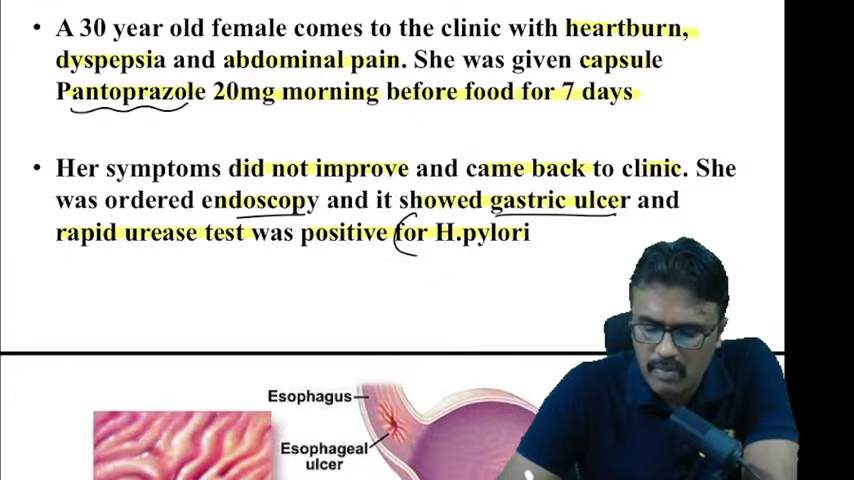 • A 30 year old female comes to the clinic with heartburn,
dyspepsia and abdominal pain. She was given capsule
Pantoprazole 20mg morning before food for 7 days
• Her symptoms did not improve and came back to clinic. She
was ordered endoscopy and it showed gastric ulcer and
rapid urease test was positive for H.pylori
Esophagus
Esophageal
ulcer